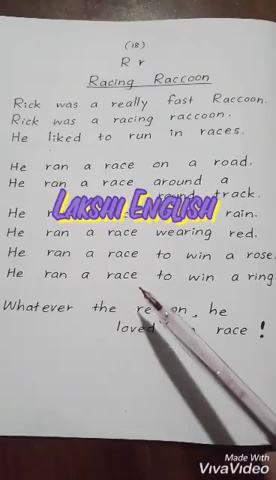 (18)
R r
Racing Raccoon
Rick was a really fast Raccoon.
Rick was a racing raccoon.
He liked to run in races.
He ran a race on a road.
He ran a race around a
round track.
LAKSHI ENGLISH
He rain.
He ran a race wearing red.
He ran a race to win a rose.
He ran a race to win a ring.
Whatever the reason, he
loved race!
Made With
VivaVideo